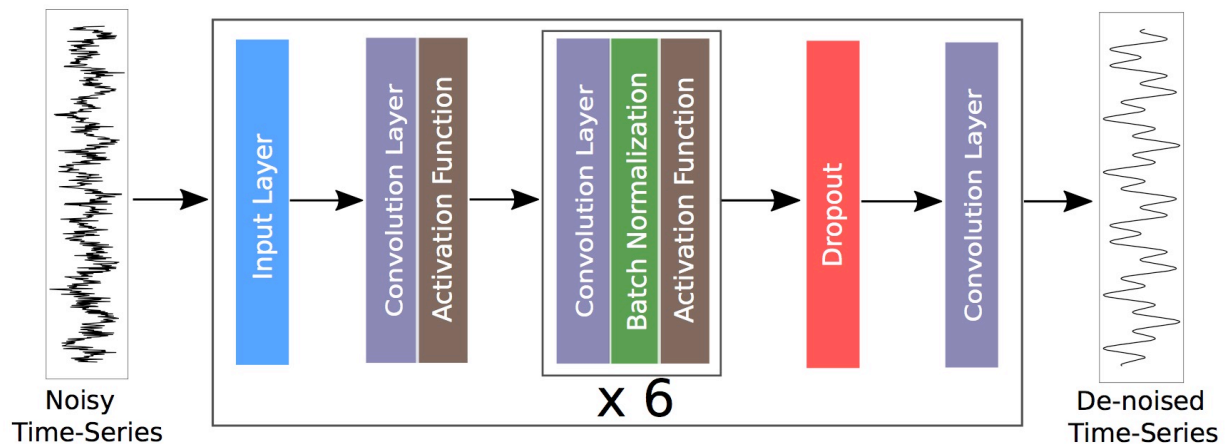 Noisy
Time-Series
Input Layer
Convolution Layer
Activation Function
Convolution Layer
Batch Normalization
Activation Function
x 6
Dropout
Convolution Layer
De-noised
Time-Series